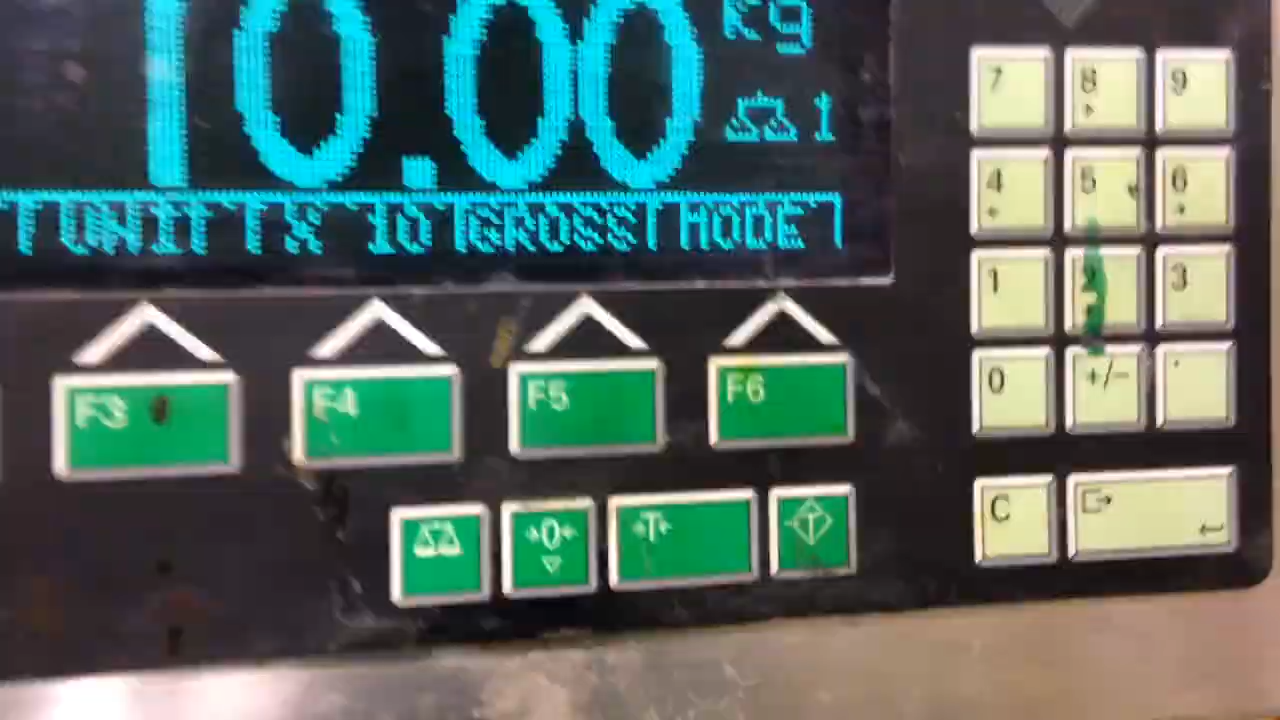 10.00 kg
1
UNIT X 10 GROSS MODE
F3 F4 F5 F6
→0← →T← T
7 8 9
4 5 6
1 2 3
0 +/- .
C